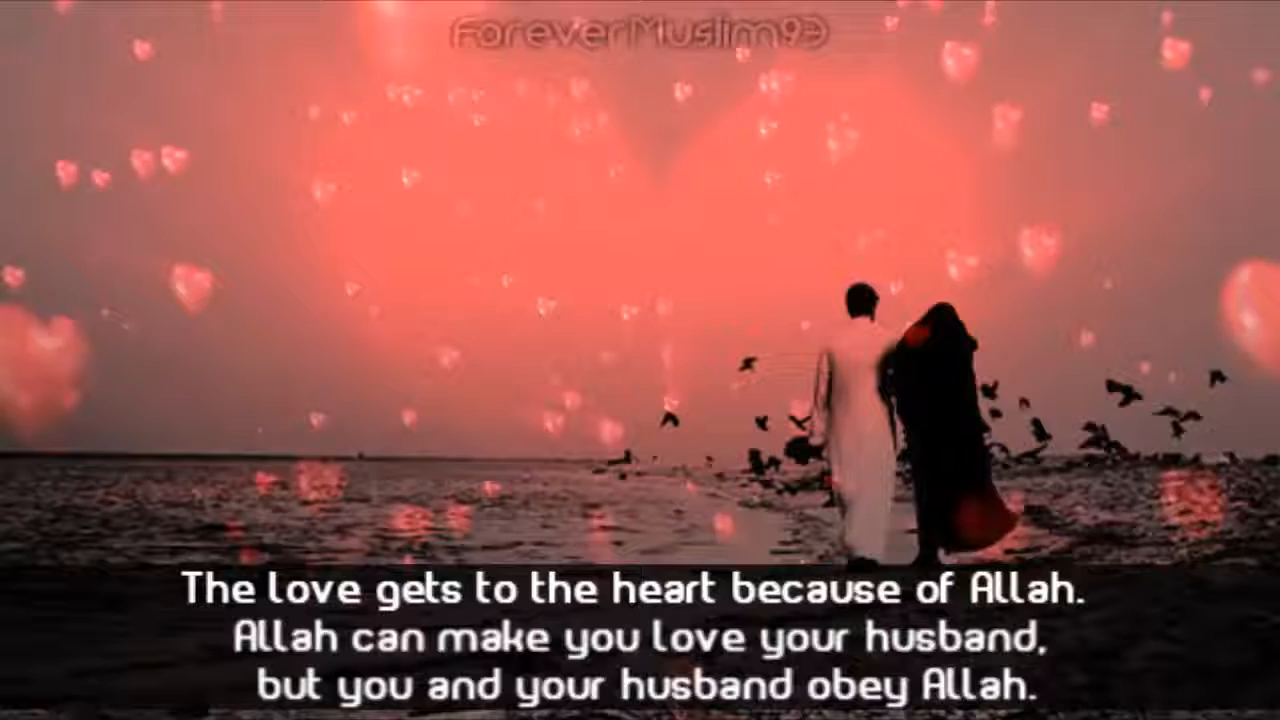 ForeverMuslim93
The love gets to the heart because of Allah.
Allah can make you love your husband,
but you and your husband obey Allah.